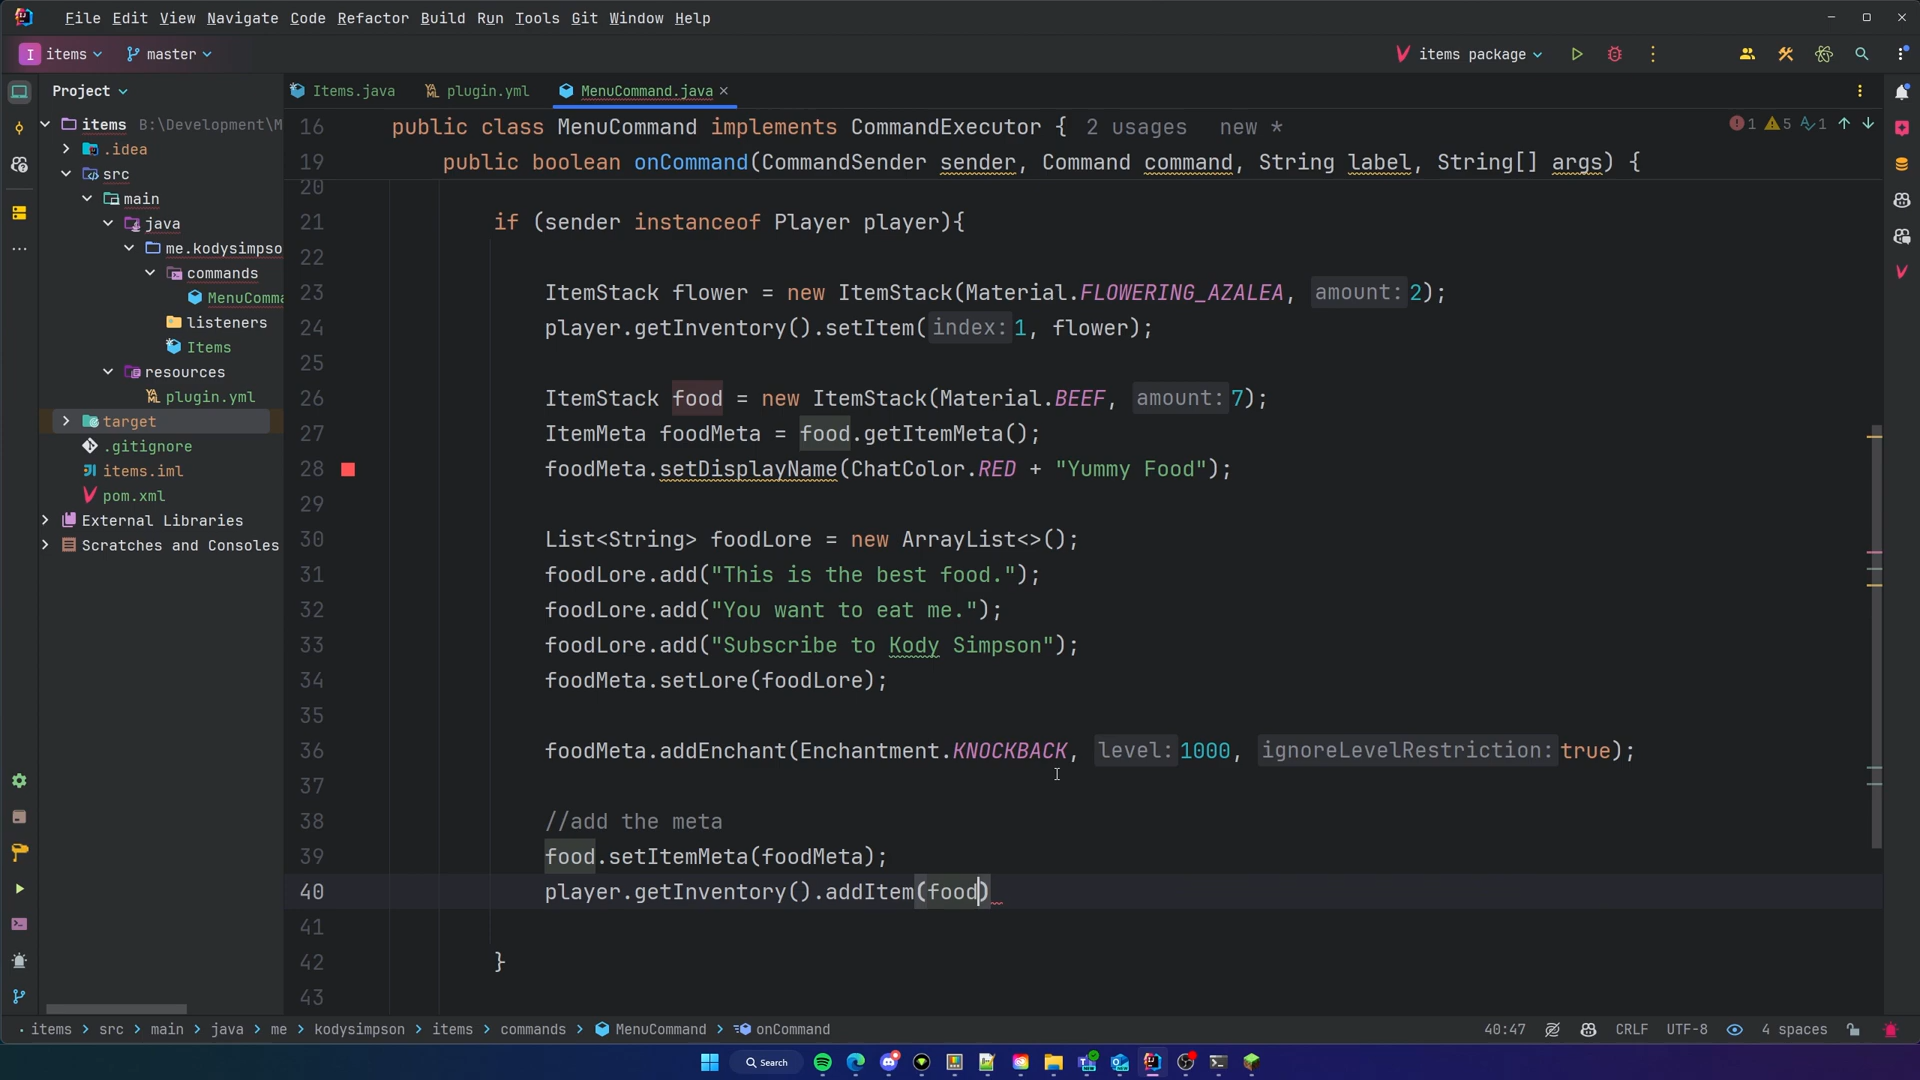 File Edit View Navigate Code Refactor Build Run Tools Git Window Help
I items master items package
Project
Items.java plugin.yml MenuCommand.java
items B:\Development\M
.idea
src
main
java
me.kodysimpso
commands
MenuComma
listeners
Items
resources
plugin.yml
target
.gitignore
items.iml
pom.xml
External Libraries
Scratches and Consoles
1 5 1
16 public class MenuCommand implements CommandExecutor { 2 usages new *
19 public boolean onCommand(CommandSender sender, Command command, String label, String[] args) {
20
21 if (sender instanceof Player player){
22
23 ItemStack flower = new ItemStack(Material.FLOWERING_AZALEA, amount: 2);
24 player.getInventory().setItem( index: 1, flower);
25
26 ItemStack food = new ItemStack(Material.BEEF, amount: 7);
27 ItemMeta foodMeta = food.getItemMeta();
28 foodMeta.setDisplayName(ChatColor.RED + "Yummy Food");
29
30 List<String> foodLore = new ArrayList<>();
31 foodLore.add("This is the best food.");
32 foodLore.add("You want to eat me.");
33 foodLore.add("Subscribe to Kody Simpson");
34 foodMeta.setLore(foodLore);
35
36 foodMeta.addEnchant(Enchantment.KNOCKBACK, level: 1000, ignoreLevelRestriction: true);
37
38 //add the meta
39 food.setItemMeta(foodMeta);
40 player.getInventory().addItem(food)
41
42 }
43
items > src > main > java > me > kodysimpson > items > commands > MenuCommand > onCommand 40:47 CRLF UTF-8 4 spaces
Search